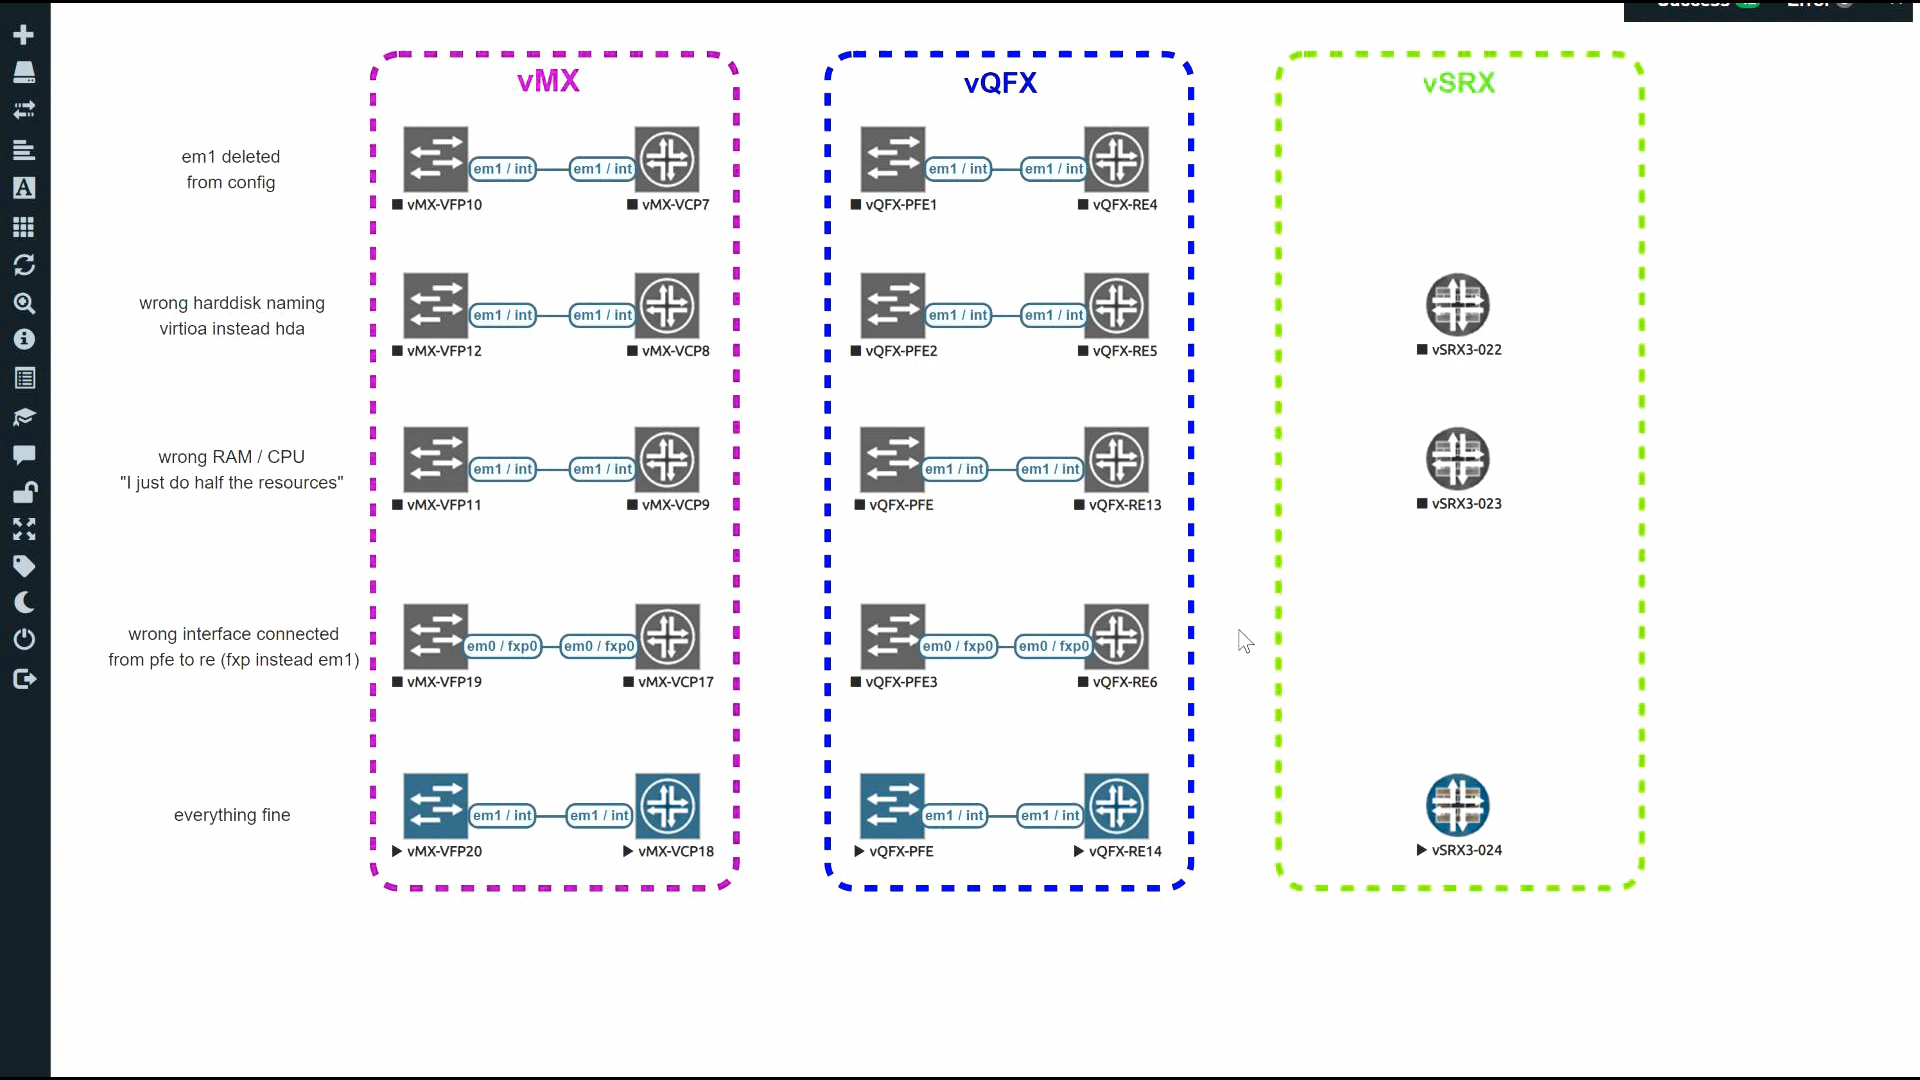 vMX
vQFX
vSRX
em1 deleted
from config
em1 / int
em1 / int
em1 / int
em1 / int
vMX-VFP10
vMX-VCP7
vQFX-PFE1
vQFX-RE4
wrong harddisk naming
virtioa instead hda
em1 / int
em1 / int
em1 / int
em1 / int
vMX-VFP12
vMX-VCP8
vQFX-PFE2
vQFX-RE5
vSRX3-022
wrong RAM / CPU
"I just do half the resources"
em1 / int
em1 / int
em1 / int
em1 / int
vMX-VFP11
vMX-VCP9
vQFX-PFE
vQFX-RE13
vSRX3-023
wrong interface connected
from pfe to re (fxp instead em1)
em0 / fxp0
em0 / fxp0
em0 / fxp0
em0 / fxp0
vMX-VFP19
vMX-VCP17
vQFX-PFE3
vQFX-RE6
everything fine
em1 / int
em1 / int
em1 / int
em1 / int
vMX-VFP20
vMX-VCP18
vQFX-PFE
vQFX-RE14
vSRX3-024